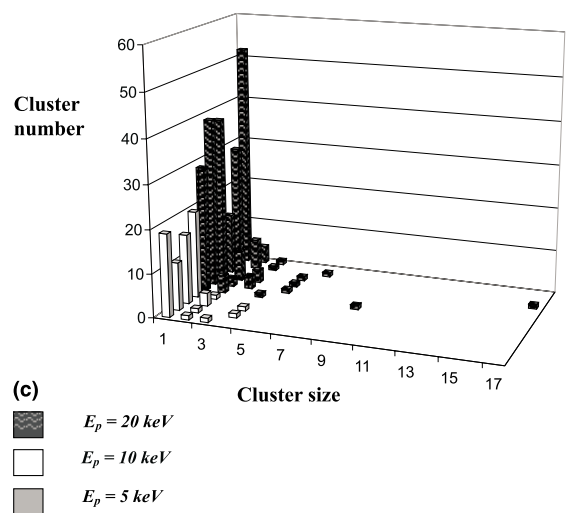 60
50
Cluster
number
40
30
20
10
0
1
3
5
7
9
11
13
15
17
Cluster size
(c)
Ep = 20 keV
Ep = 10 keV
Ep = 5 keV